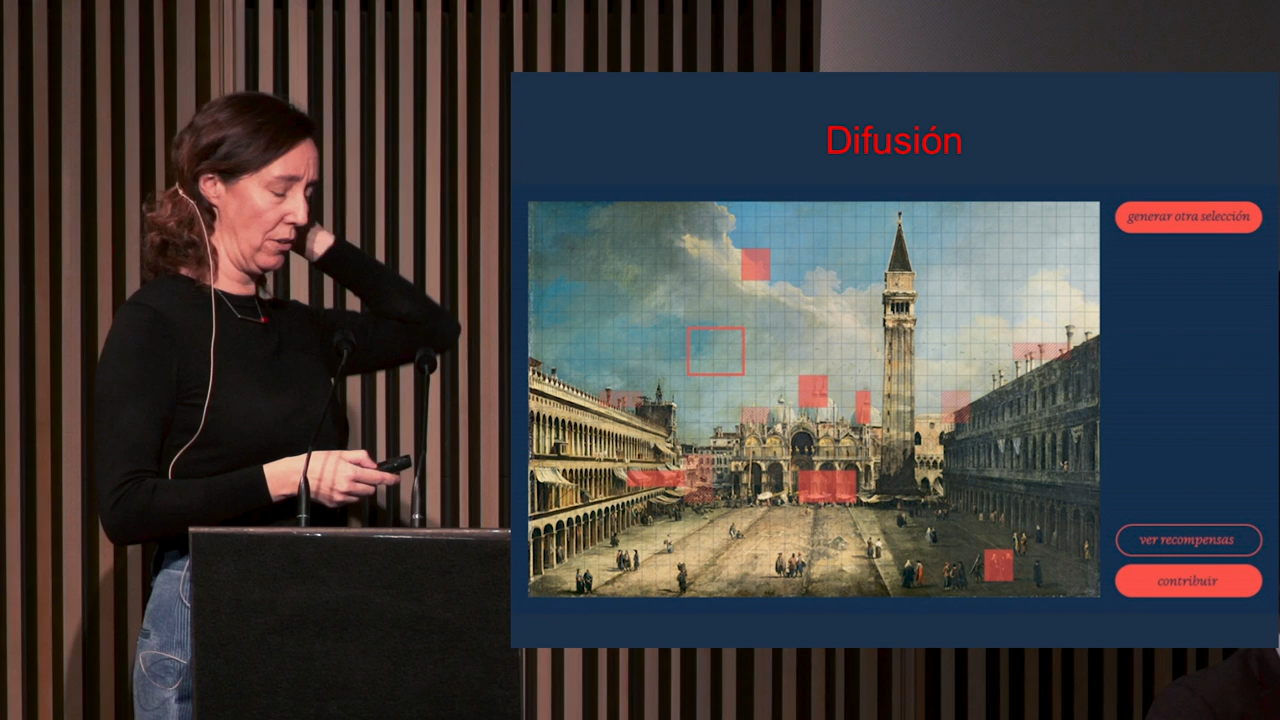 Difusión
generar otra selección
ver recompensas
contribuir